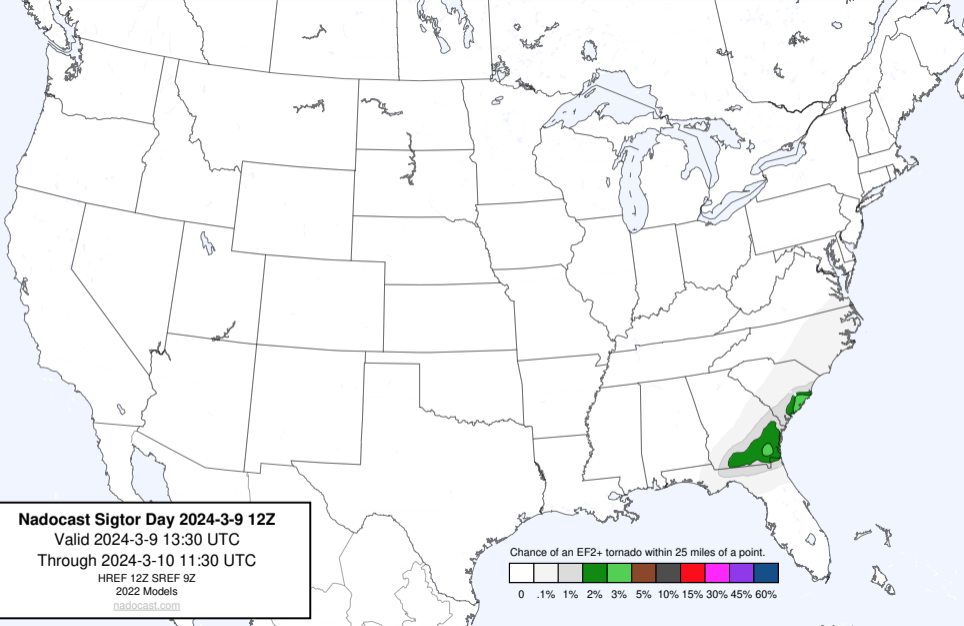 Nadocast Sigtor Day 2024-3-9 12Z
Valid 2024-3-9 13:30 UTC
Through 2024-3-10 11:30 UTC
HREF 12Z SREF 9Z
2022 Models
nadocast.com
Chance of an EF2+ tornado within 25 miles of a point.
0 .1% 1% 2% 3% 5% 10% 15% 30% 45% 60%